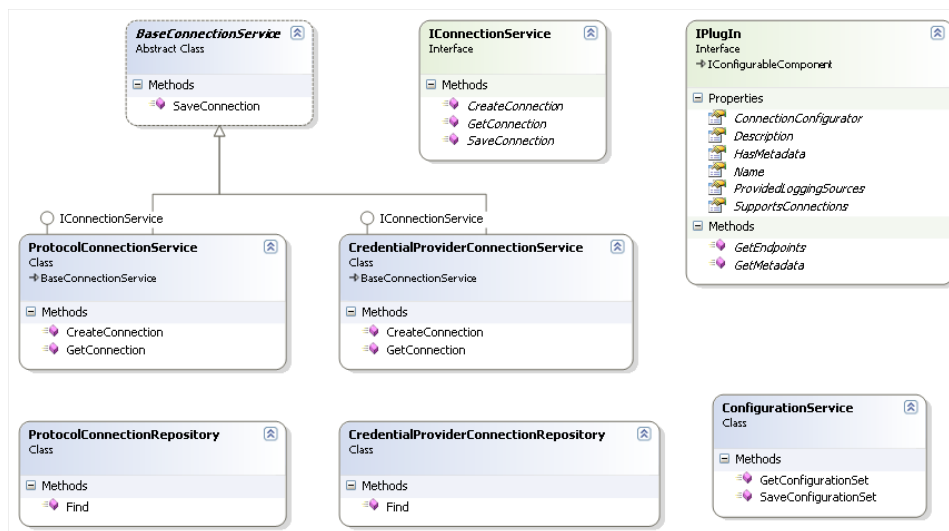 BaseConnectionService
Abstract Class
Methods
SaveConnection
IConnectionService
Interface
Methods
CreateConnection
GetConnection
SaveConnection
IPlugIn
Interface
IConfigurableComponent
Properties
ConnectionConfigurator
Description
HasMetadata
Name
ProvidedLoggingSources
SupportsConnections
Methods
GetEndpoints
GetMetadata
IConnectionService
ProtocolConnectionService
Class
BaseConnectionService
Methods
CreateConnection
GetConnection
IConnectionService
CredentialProviderConnectionService
Class
BaseConnectionService
Methods
CreateConnection
GetConnection
ProtocolConnectionRepository
Class
Methods
Find
CredentialProviderConnectionRepository
Class
Methods
Find
ConfigurationService
Class
Methods
GetConfigurationSet
SaveConfigurationSet